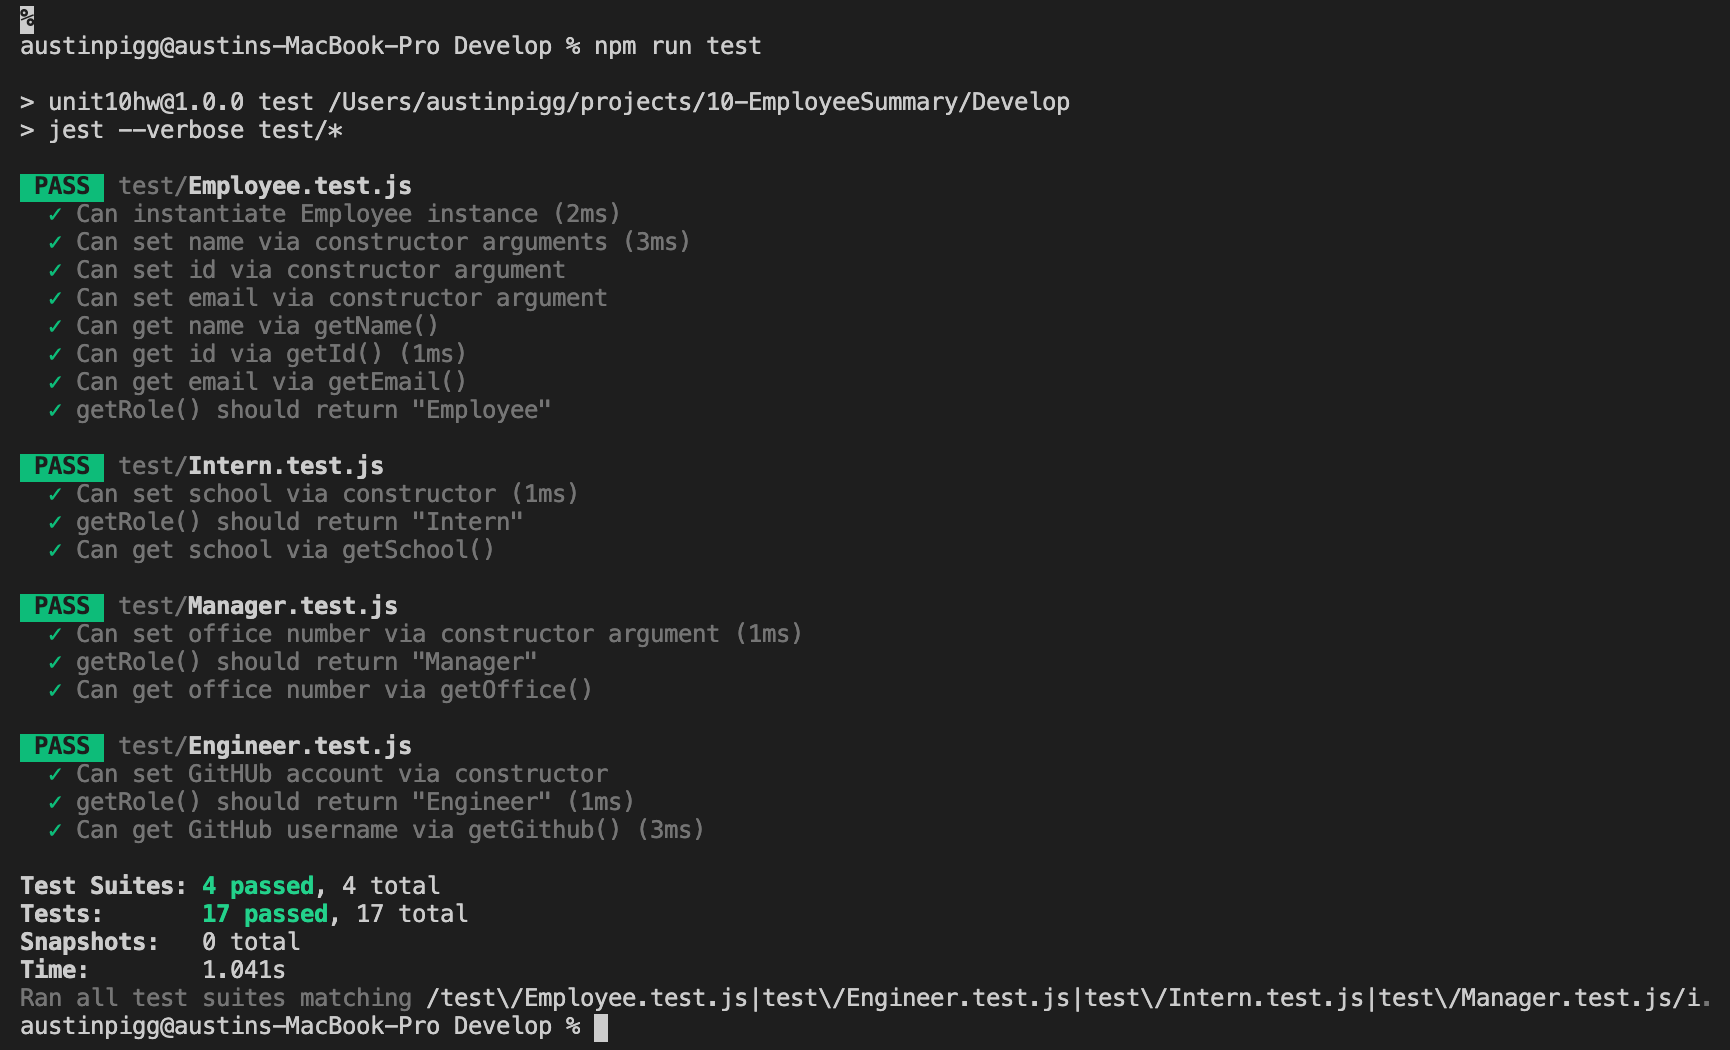 %
austinpigg@austins-MacBook-Pro Develop % npm run test
> unit10hw@1.0.0 test /Users/austinpigg/projects/10-EmployeeSummary/Develop
> jest --verbose test/*
PASS test/Employee.test.js
✓ Can instantiate Employee instance (2ms)
✓ Can set name via constructor arguments (3ms)
✓ Can set id via constructor argument
✓ Can set email via constructor argument
✓ Can get name via getName()
✓ Can get id via getId() (1ms)
✓ Can get email via getEmail()
✓ getRole() should return "Employee"
PASS test/Intern.test.js
✓ Can set school via constructor (1ms)
✓ getRole() should return "Intern"
✓ Can get school via getSchool()
PASS test/Manager.test.js
✓ Can set office number via constructor argument (1ms)
✓ getRole() should return "Manager"
✓ Can get office number via getOffice()
PASS test/Engineer.test.js
✓ Can set GitHUb account via constructor
✓ getRole() should return "Engineer" (1ms)
✓ Can get GitHub username via getGithub() (3ms)
Test Suites: 4 passed, 4 total
Tests: 17 passed, 17 total
Snapshots: 0 total
Time: 1.041s
Ran all test suites matching /test\/Employee.test.js|test\/Engineer.test.js|test\/Intern.test.js|test\/Manager.test.js/i.
austinpigg@austins-MacBook-Pro Develop %